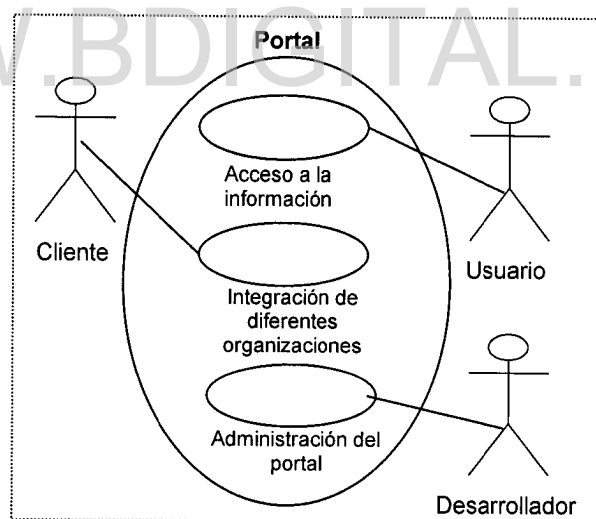 W.BDIGITAL.
Portal
Acceso a la
información
Cliente
Usuario
Integración de
diferentes
organizaciones
Administración del
portal
Desarrollador